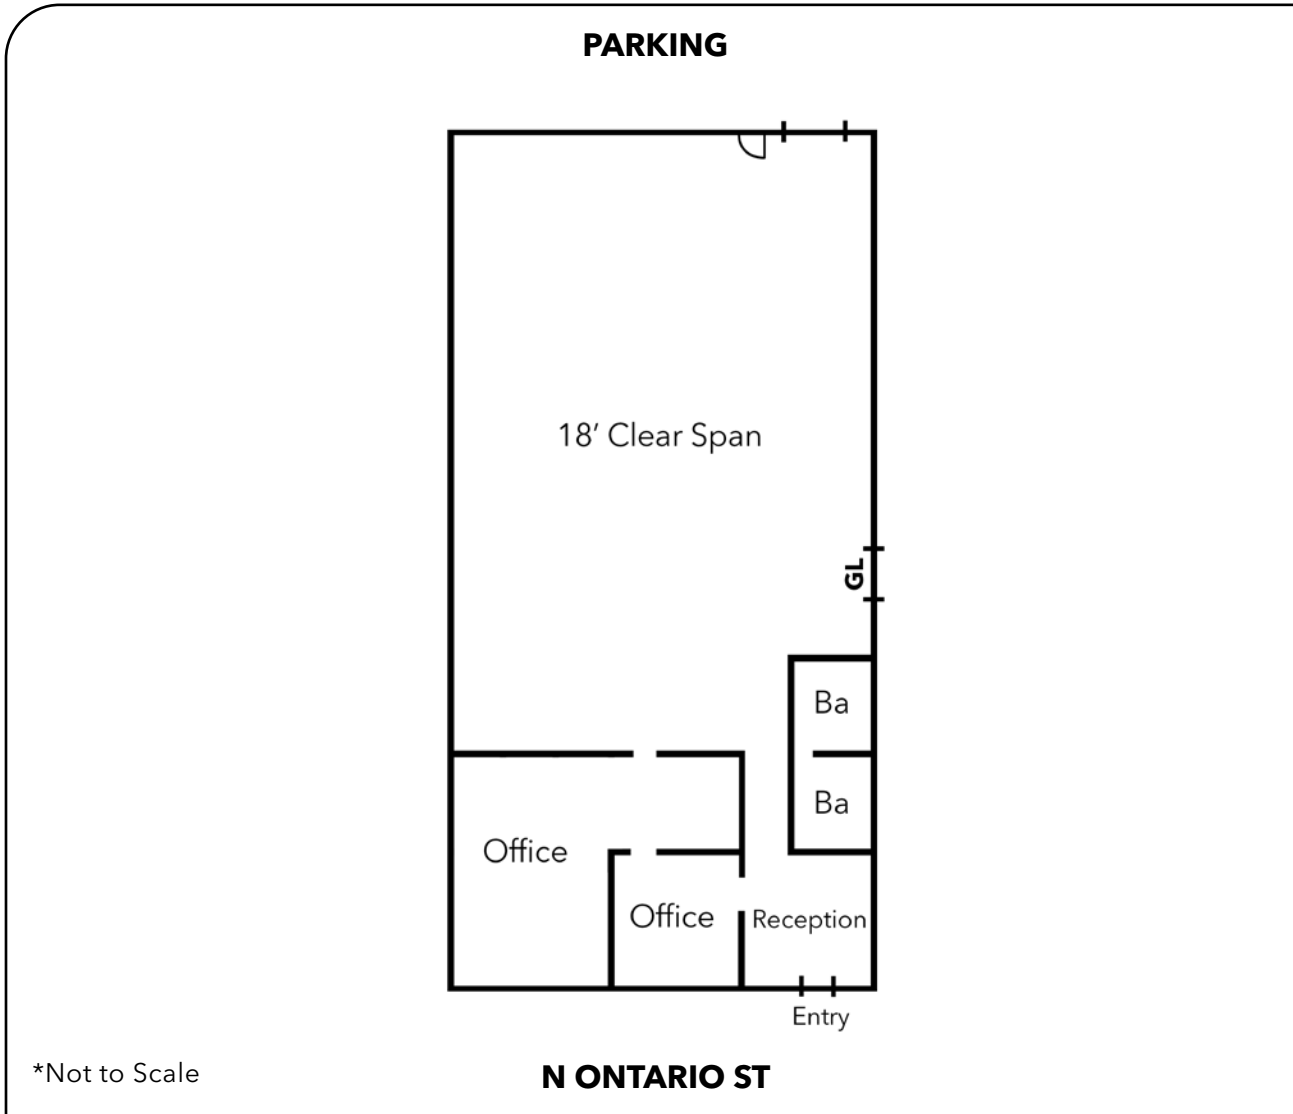 PARKING
18’ Clear Span
GL
Ba
Ba
Office
Office
Reception
Entry
*Not to Scale
N ONTARIO ST